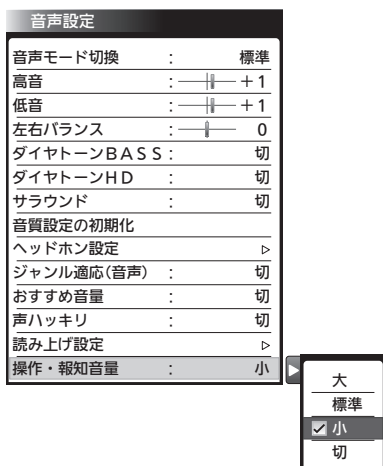 音声設定
音声モード切換 : 標準
高音 : +1
低音 : +1
左右バランス : 0
ダイヤトーンBASS : 切
ダイヤトーンHD : 切
サラウンド : 切
音質設定の初期化
ヘッドホン設定 ▷
ジャンル適応(音声) : 切
おすすめ音量 : 切
声ハッキリ : 切
読み上げ設定 ▷
操作・報知音量 : 小
大
標準
小
切